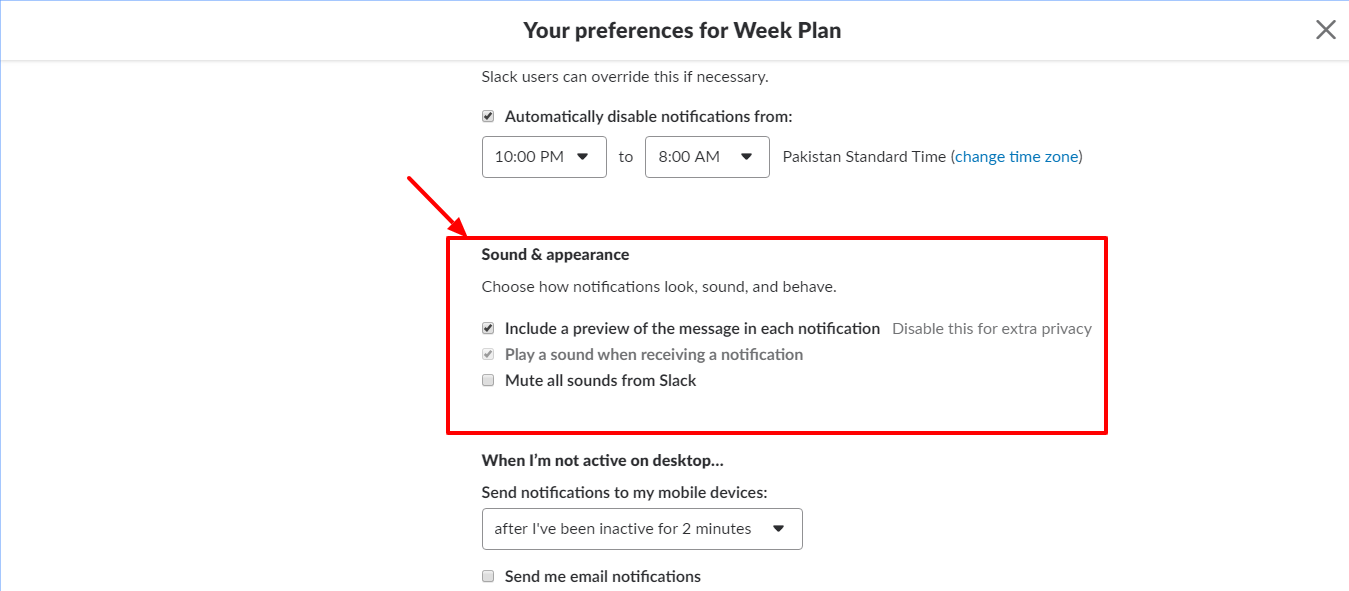 Your preferences for Week Plan
Slack users can override this if necessary.
Automatically disable notifications from:
10:00 PM to 8:00 AM Pakistan Standard Time (change time zone)
Sound & appearance
Choose how notifications look, sound, and behave.
Include a preview of the message in each notification Disable this for extra privacy
Play a sound when receiving a notification
Mute all sounds from Slack
When I’m not active on desktop...
Send notifications to my mobile devices:
after I've been inactive for 2 minutes
Send me email notifications